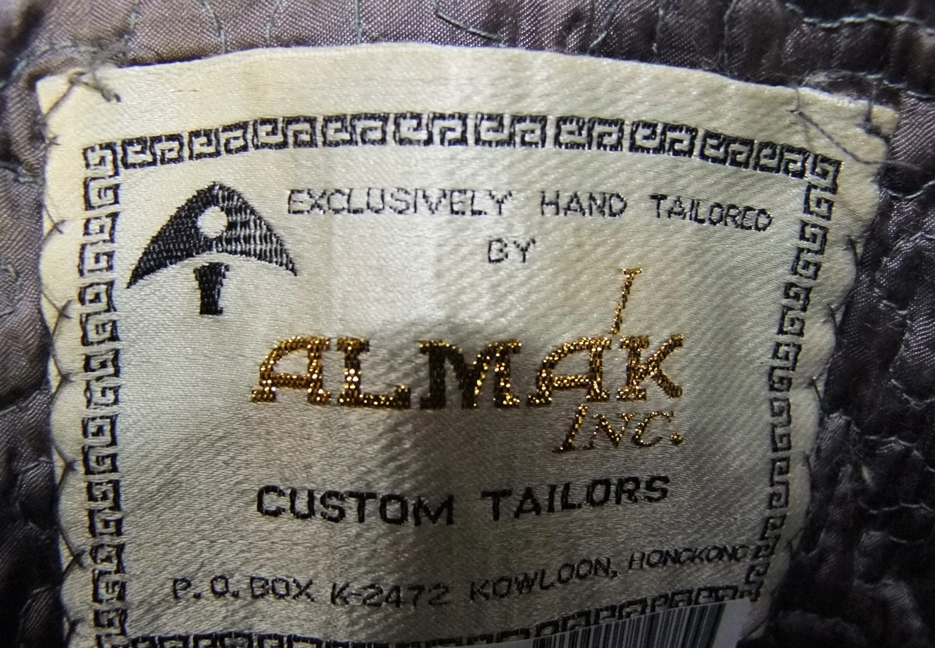 EXCLUSIVELY HAND TAILORED
BY
ALMAK
INC.
CUSTOM TAILORS
P.O. BOX K-2472 KOWLOON, HONGKONG